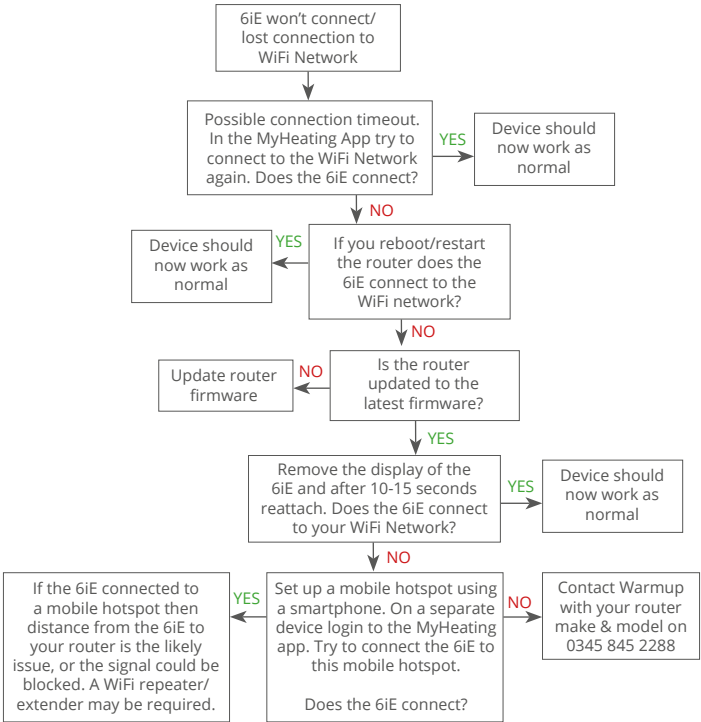 6iE won't connect/
lost connection to
WiFi Network
Possible connection timeout.
In the MyHeating App try to
connect to the WiFi Network
again. Does the 6iE connect?
YES
Device should
now work as
normal
NO
If you reboot/restart
the router does the
6iE connect to the
WiFi network?
YES
Device should
now work as
normal
NO
Is the router
updated to the
latest firmware?
NO
Update router
firmware
YES
Remove the display of the
6iE and after 10-15 seconds
reattach. Does the 6iE connect
to your WiFi Network?
YES
Device should
now work as
normal
NO
Set up a mobile hotspot using
a smartphone. On a separate
device login to the MyHeating
app. Try to connect the 6iE to
this mobile hotspot.
Does the 6iE connect?
YES
If the 6iE connected to
a mobile hotspot then
distance from the 6iE to
your router is the likely
issue, or the signal could be
blocked. A WiFi repeater/
extender may be required.
NO
Contact Warmup
with your router
make & model on
0345 845 2288